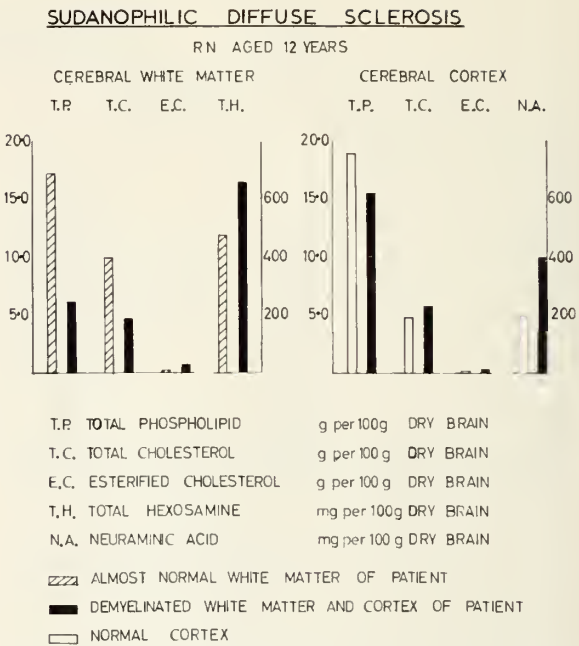 SUDANOPHILIC DIFFUSE SCLEROSIS
RN AGED 12 YEARS
CEREBRAL WHITE MATTER
T.P. T.C. E.C. T.H.
20·0
15·0
10·0
5·0
600
400
200
CEREBRAL CORTEX
T.P. T.C. E.C. N.A.
20·0
15·0
10·0
5·0
600
400
200
T.P. TOTAL PHOSPHOLIPID g per 100g DRY BRAIN
T.C. TOTAL CHOLESTEROL g per 100 g DRY BRAIN
E.C. ESTERIFIED CHOLESTEROL g per 100 g DRY BRAIN
T.H. TOTAL HEXOSAMINE mg per 100g DRY BRAIN
N.A. NEURAMINIC ACID mg per 100 g DRY BRAIN
ALMOST NORMAL WHITE MATTER OF PATIENT
DEMYELINATED WHITE MATTER AND CORTEX OF PATIENT
NORMAL CORTEX